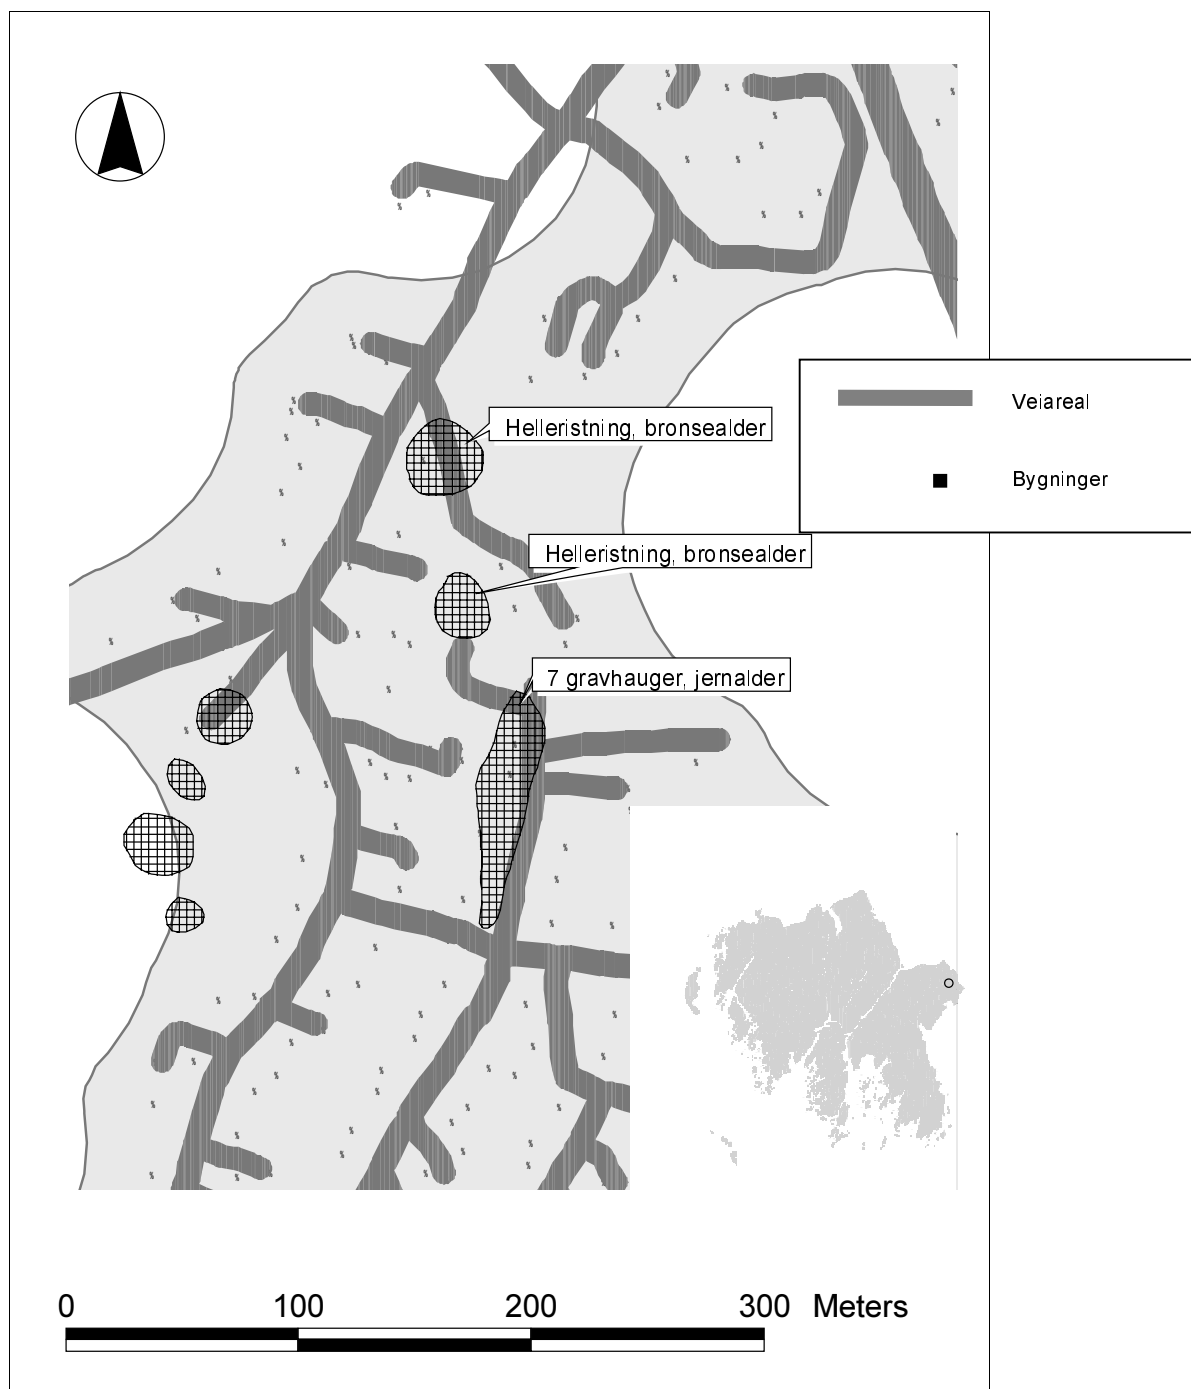 Veiareal
Helleristning, bronsealder
Bygninger
Helleristning, bronsealder
7 gravhauger, jernalder
0 100 200 300 Meters